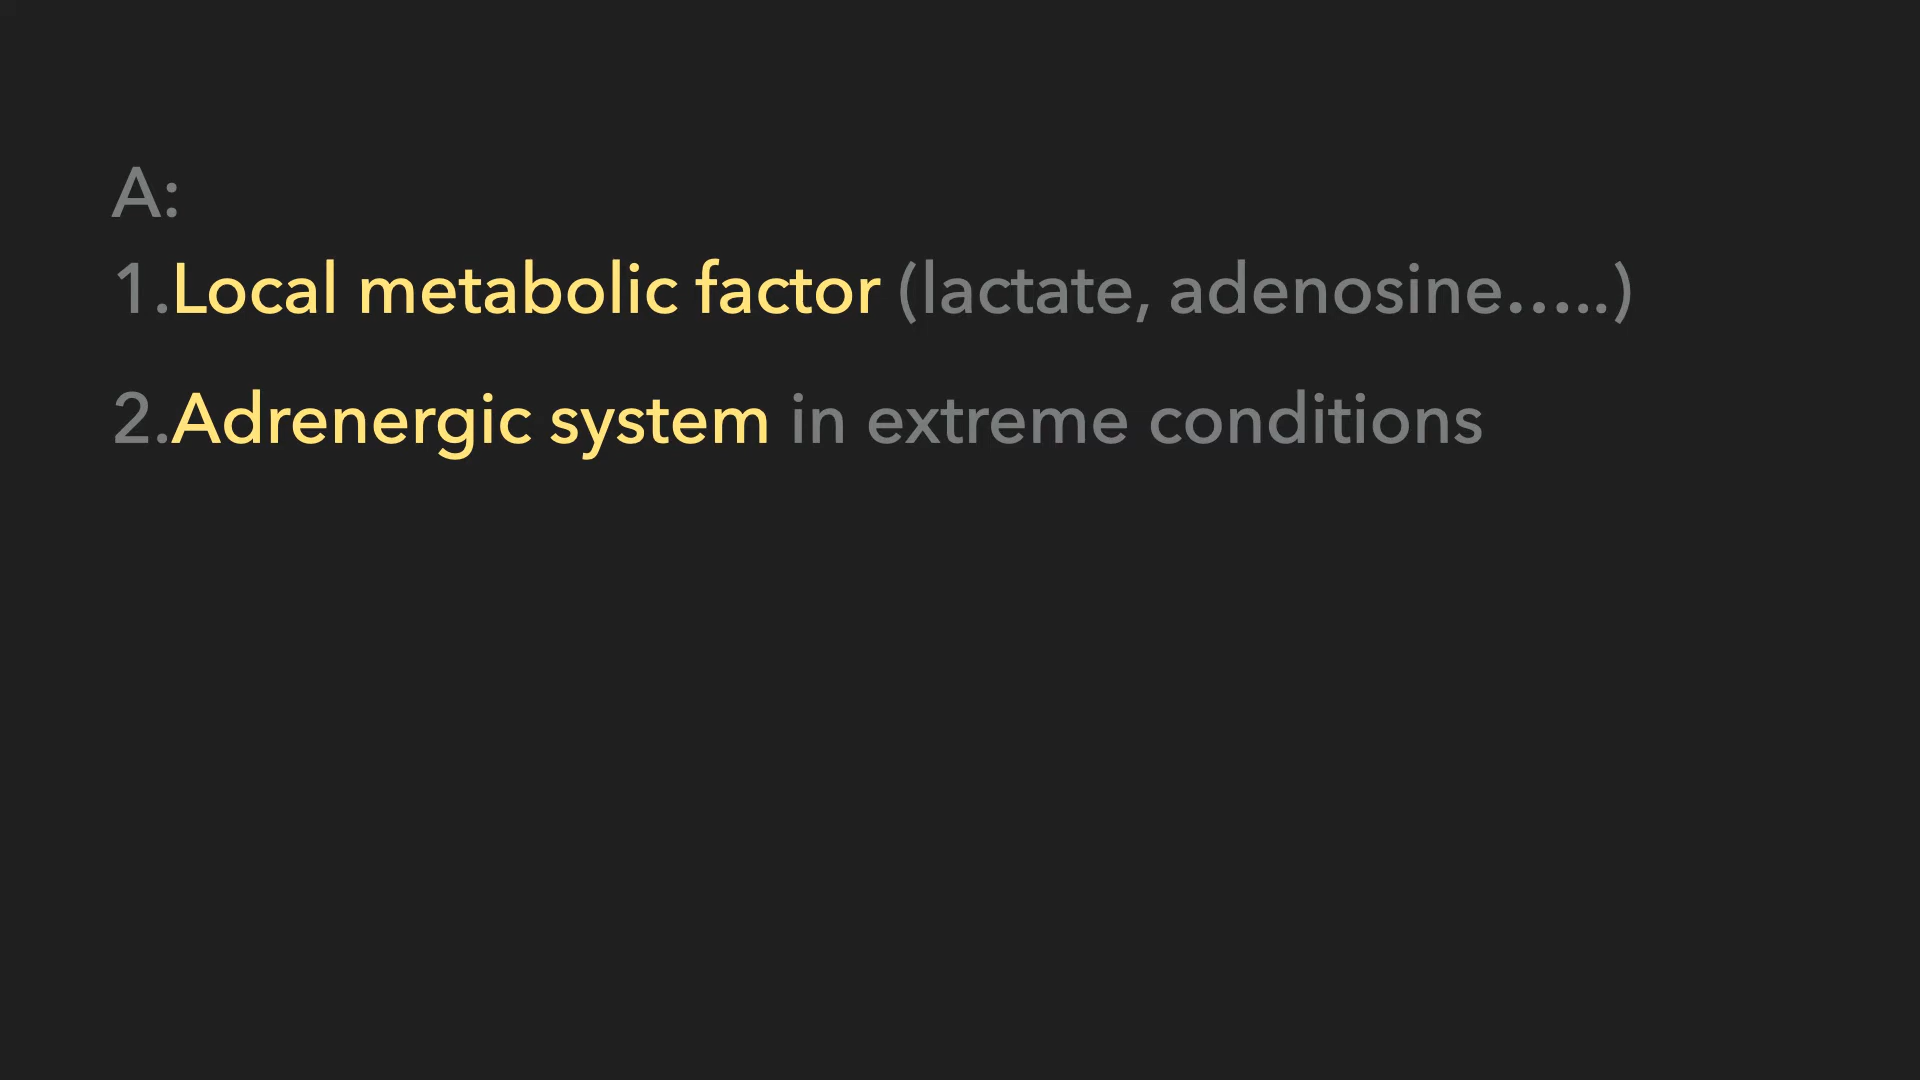 A:
1.Local metabolic factor (lactate, adenosine…..)
2.Adrenergic system in extreme conditions